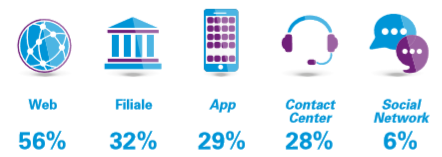 Web Filiale App Contact Center Social Network
56% 32% 29% 28% 6%